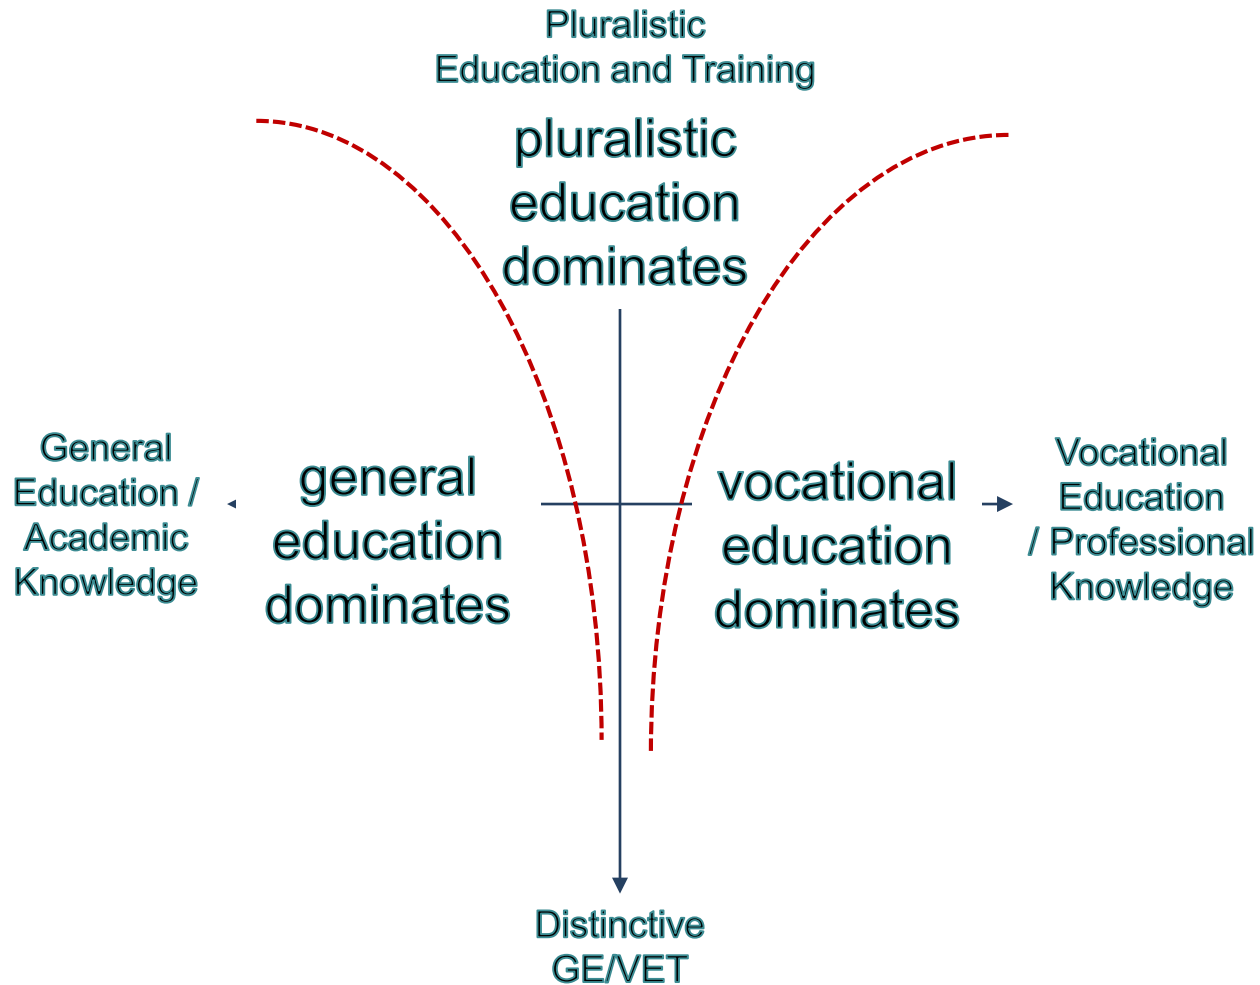 Pluralistic
Education and Training
pluralistic
education
dominates
General
Education /
Academic
Knowledge
general
education
dominates
vocational
education
dominates
Vocational
Education
/ Professional
Knowledge
Distinctive
GE/VET